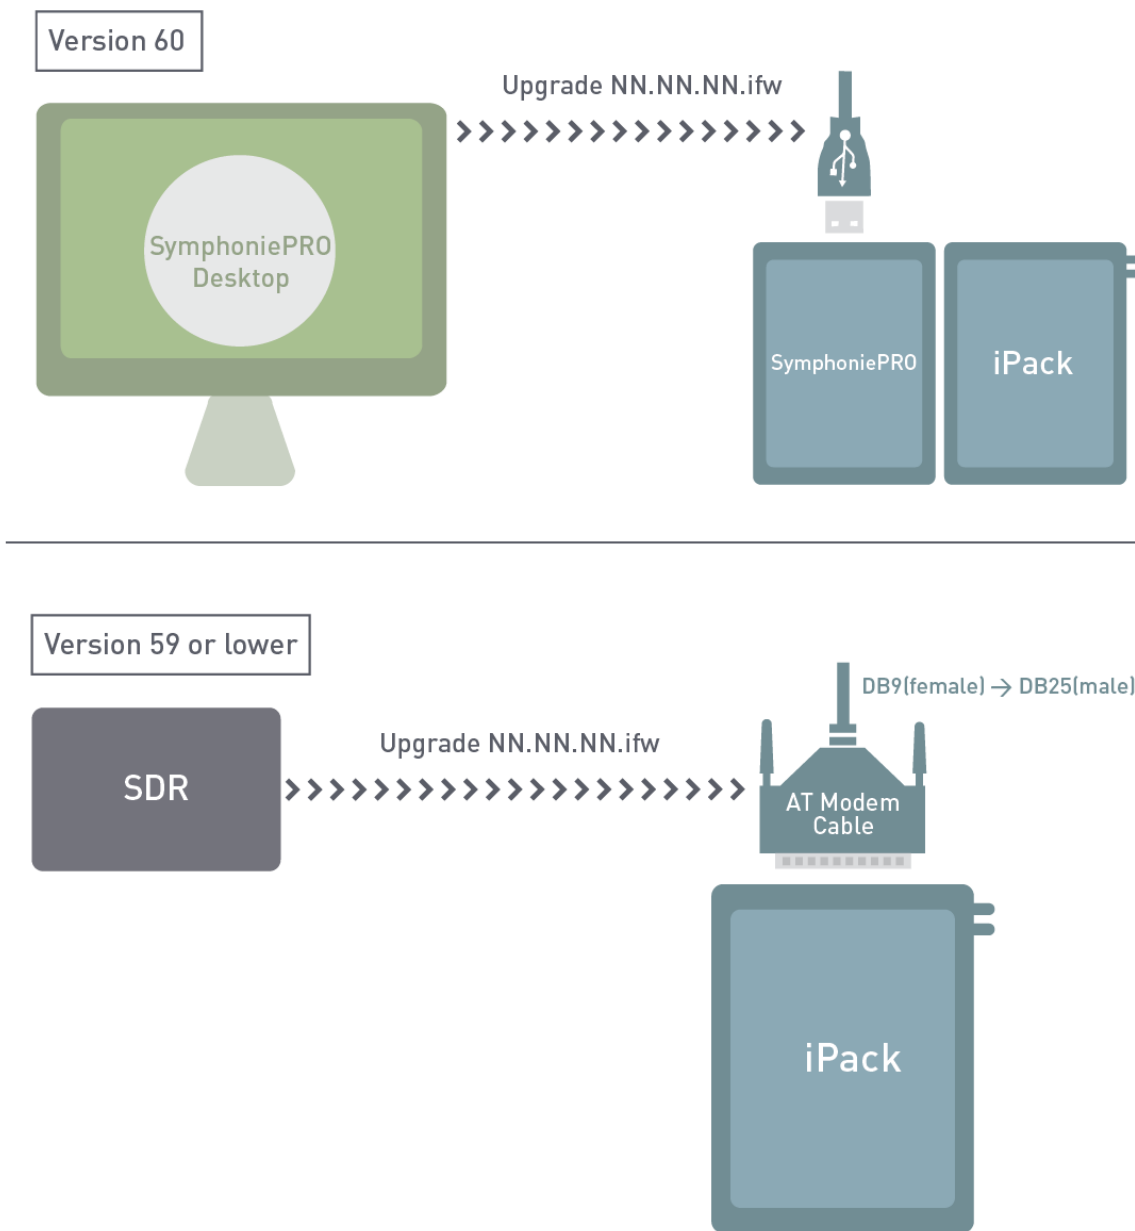 Version 60
Upgrade NN.NN.NN.ifw
SymphoniePRO
Desktop
SymphoniePRO
iPack
Version 59 or lower
DB9(female) → DB25(male)
Upgrade NN.NN.NN.ifw
SDR
AT Modem
Cable
iPack